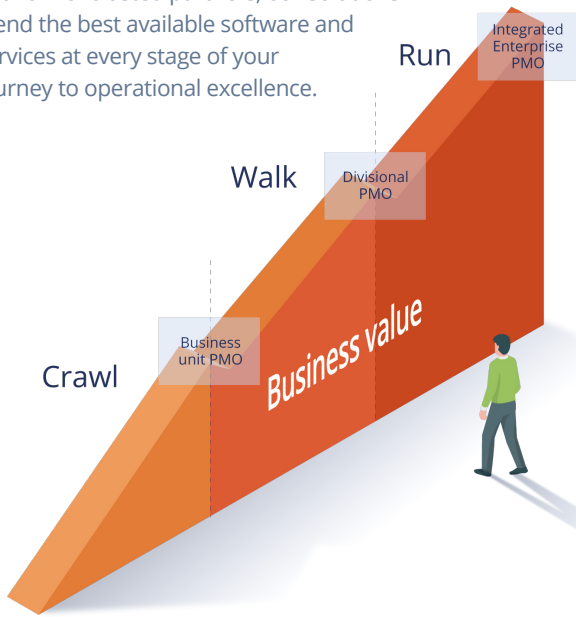 end the best available software and
rvices at every stage of your
urney to operational excellence.
Run
Integrated
Enterprise
PMO
Walk
Divisional
PMO
Business value
Business
unit PMO
Crawl